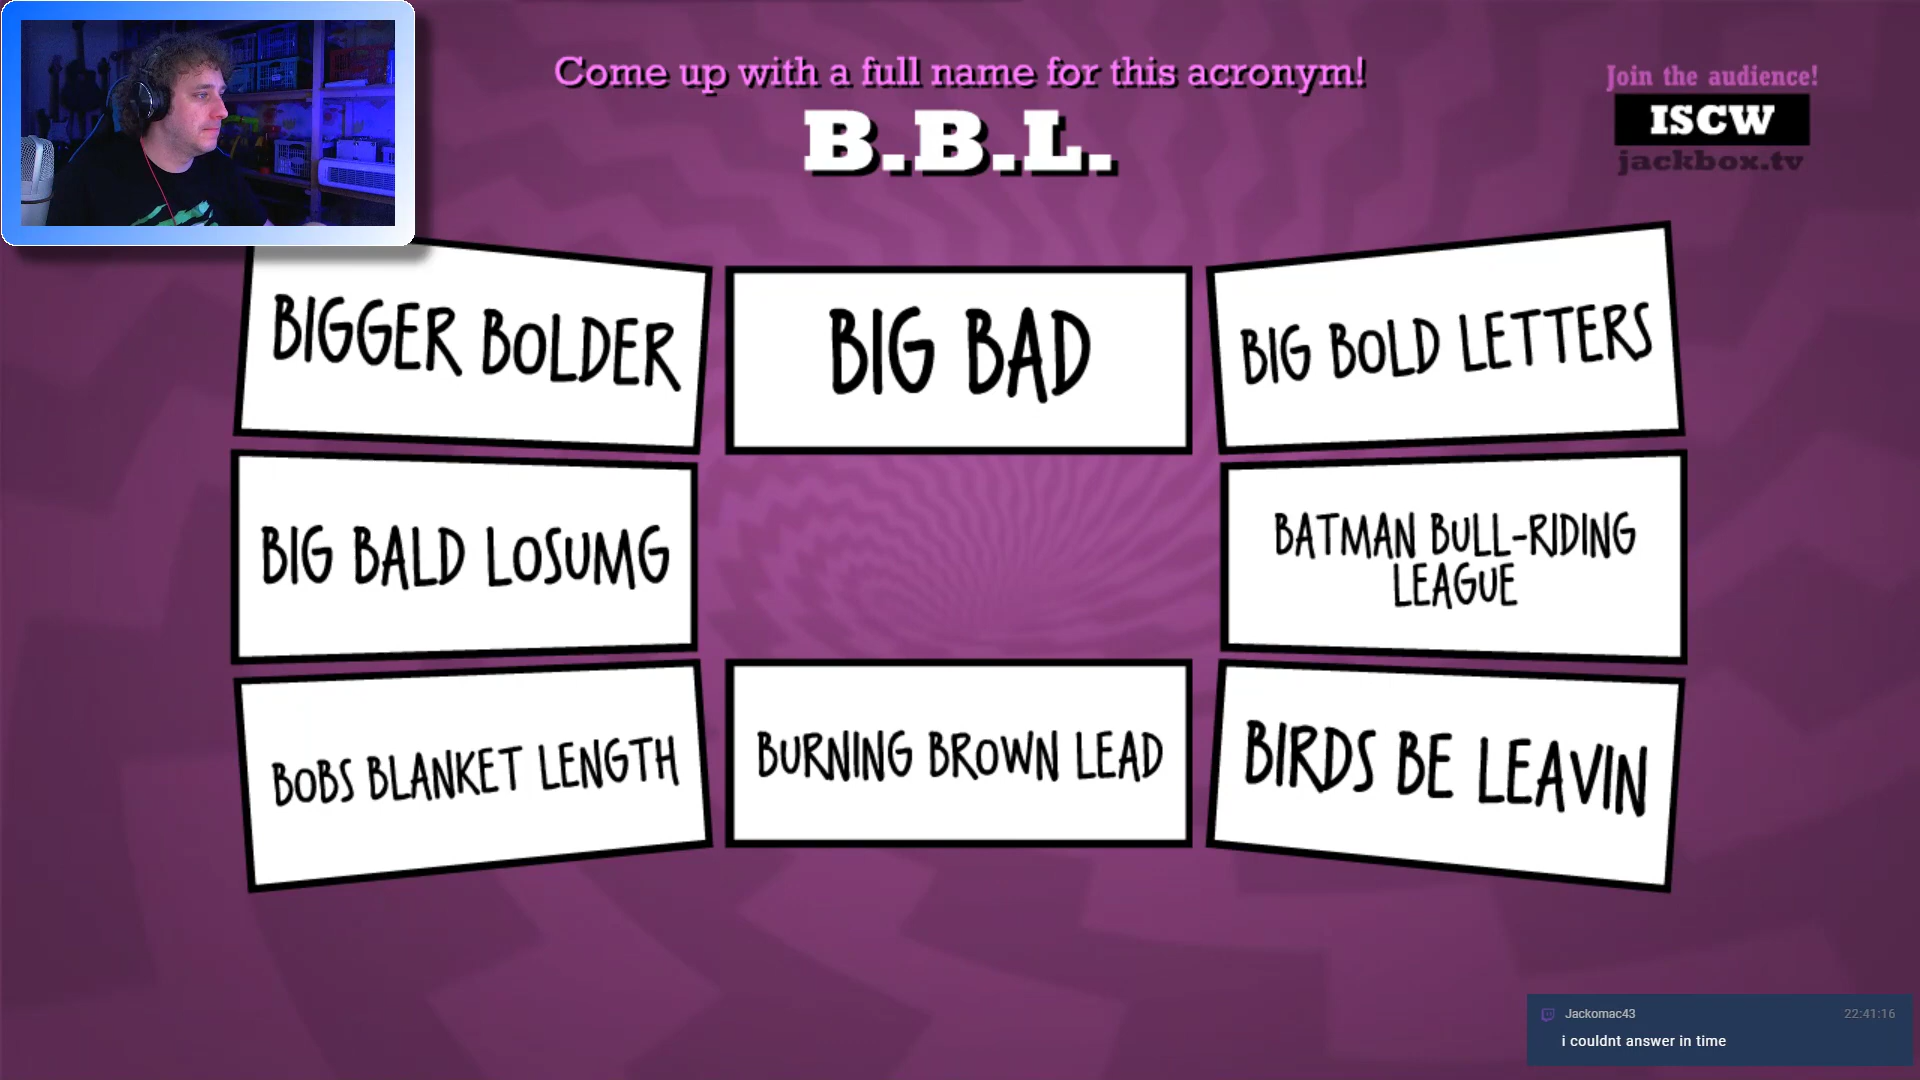 Come up with a full name for this acronym!
B.B.L.
Join the audience!
ISCW
jackbox.tv
BIGGER BOLDER
BIG BAD
BIG BOLD LETTERS
BIG BALD LOSUMG
BATMAN BULL-RIDING
LEAGUE
BOBS BLANKET LENGTH
BURNING BROWN LEAD
BIRDS BE LEAVIN
Jackomac43
22:41:16
i couldnt answer in time